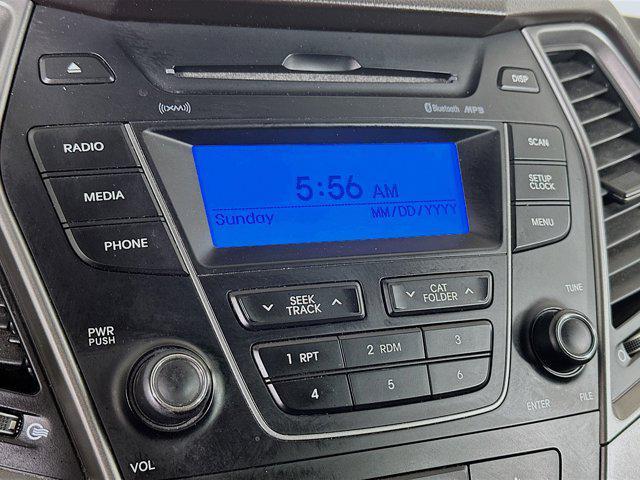 DISP
((XM))
Bluetooth MP3
RADIO
MEDIA
PHONE
5:56 AM
Sunday MM/DD/YYYY
SCAN
SETUP
CLOCK
MENU
SEEK
TRACK
CAT
FOLDER
TUNE
PWR
PUSH
1 RPT
2 RDM
3
4
5
6
ENTER
FILE
VOL